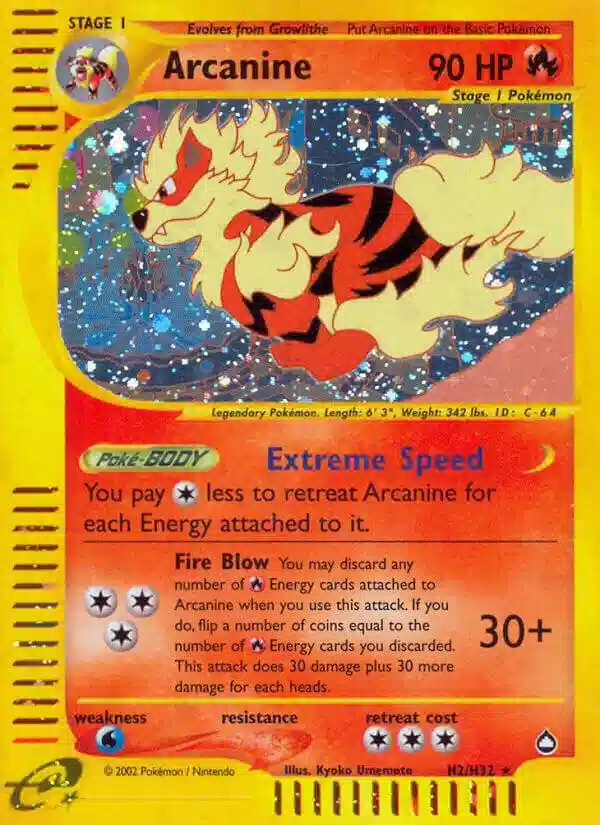 STAGE 1
Evolves from Growlithe Put Arcanine on the Basic Pokémon
Arcanine 90 HP
Stage 1 Pokémon
Legendary Pokémon. Length: 6' 3", Weight: 342 lbs. ID: C-64
Poké-BODY Extreme Speed
You pay less to retreat Arcanine for
each Energy attached to it.
Fire Blow You may discard any
number of Energy cards attached to
Arcanine when you use this attack. If you
do, flip a number of coins equal to the
number of Energy cards you discarded.
This attack does 30 damage plus 30 more
damage for each heads.
30+
weakness resistance retreat cost
© 2002 Pokémon / Nintendo Illus. Kyoko Umemoto H2/H32 ★
e